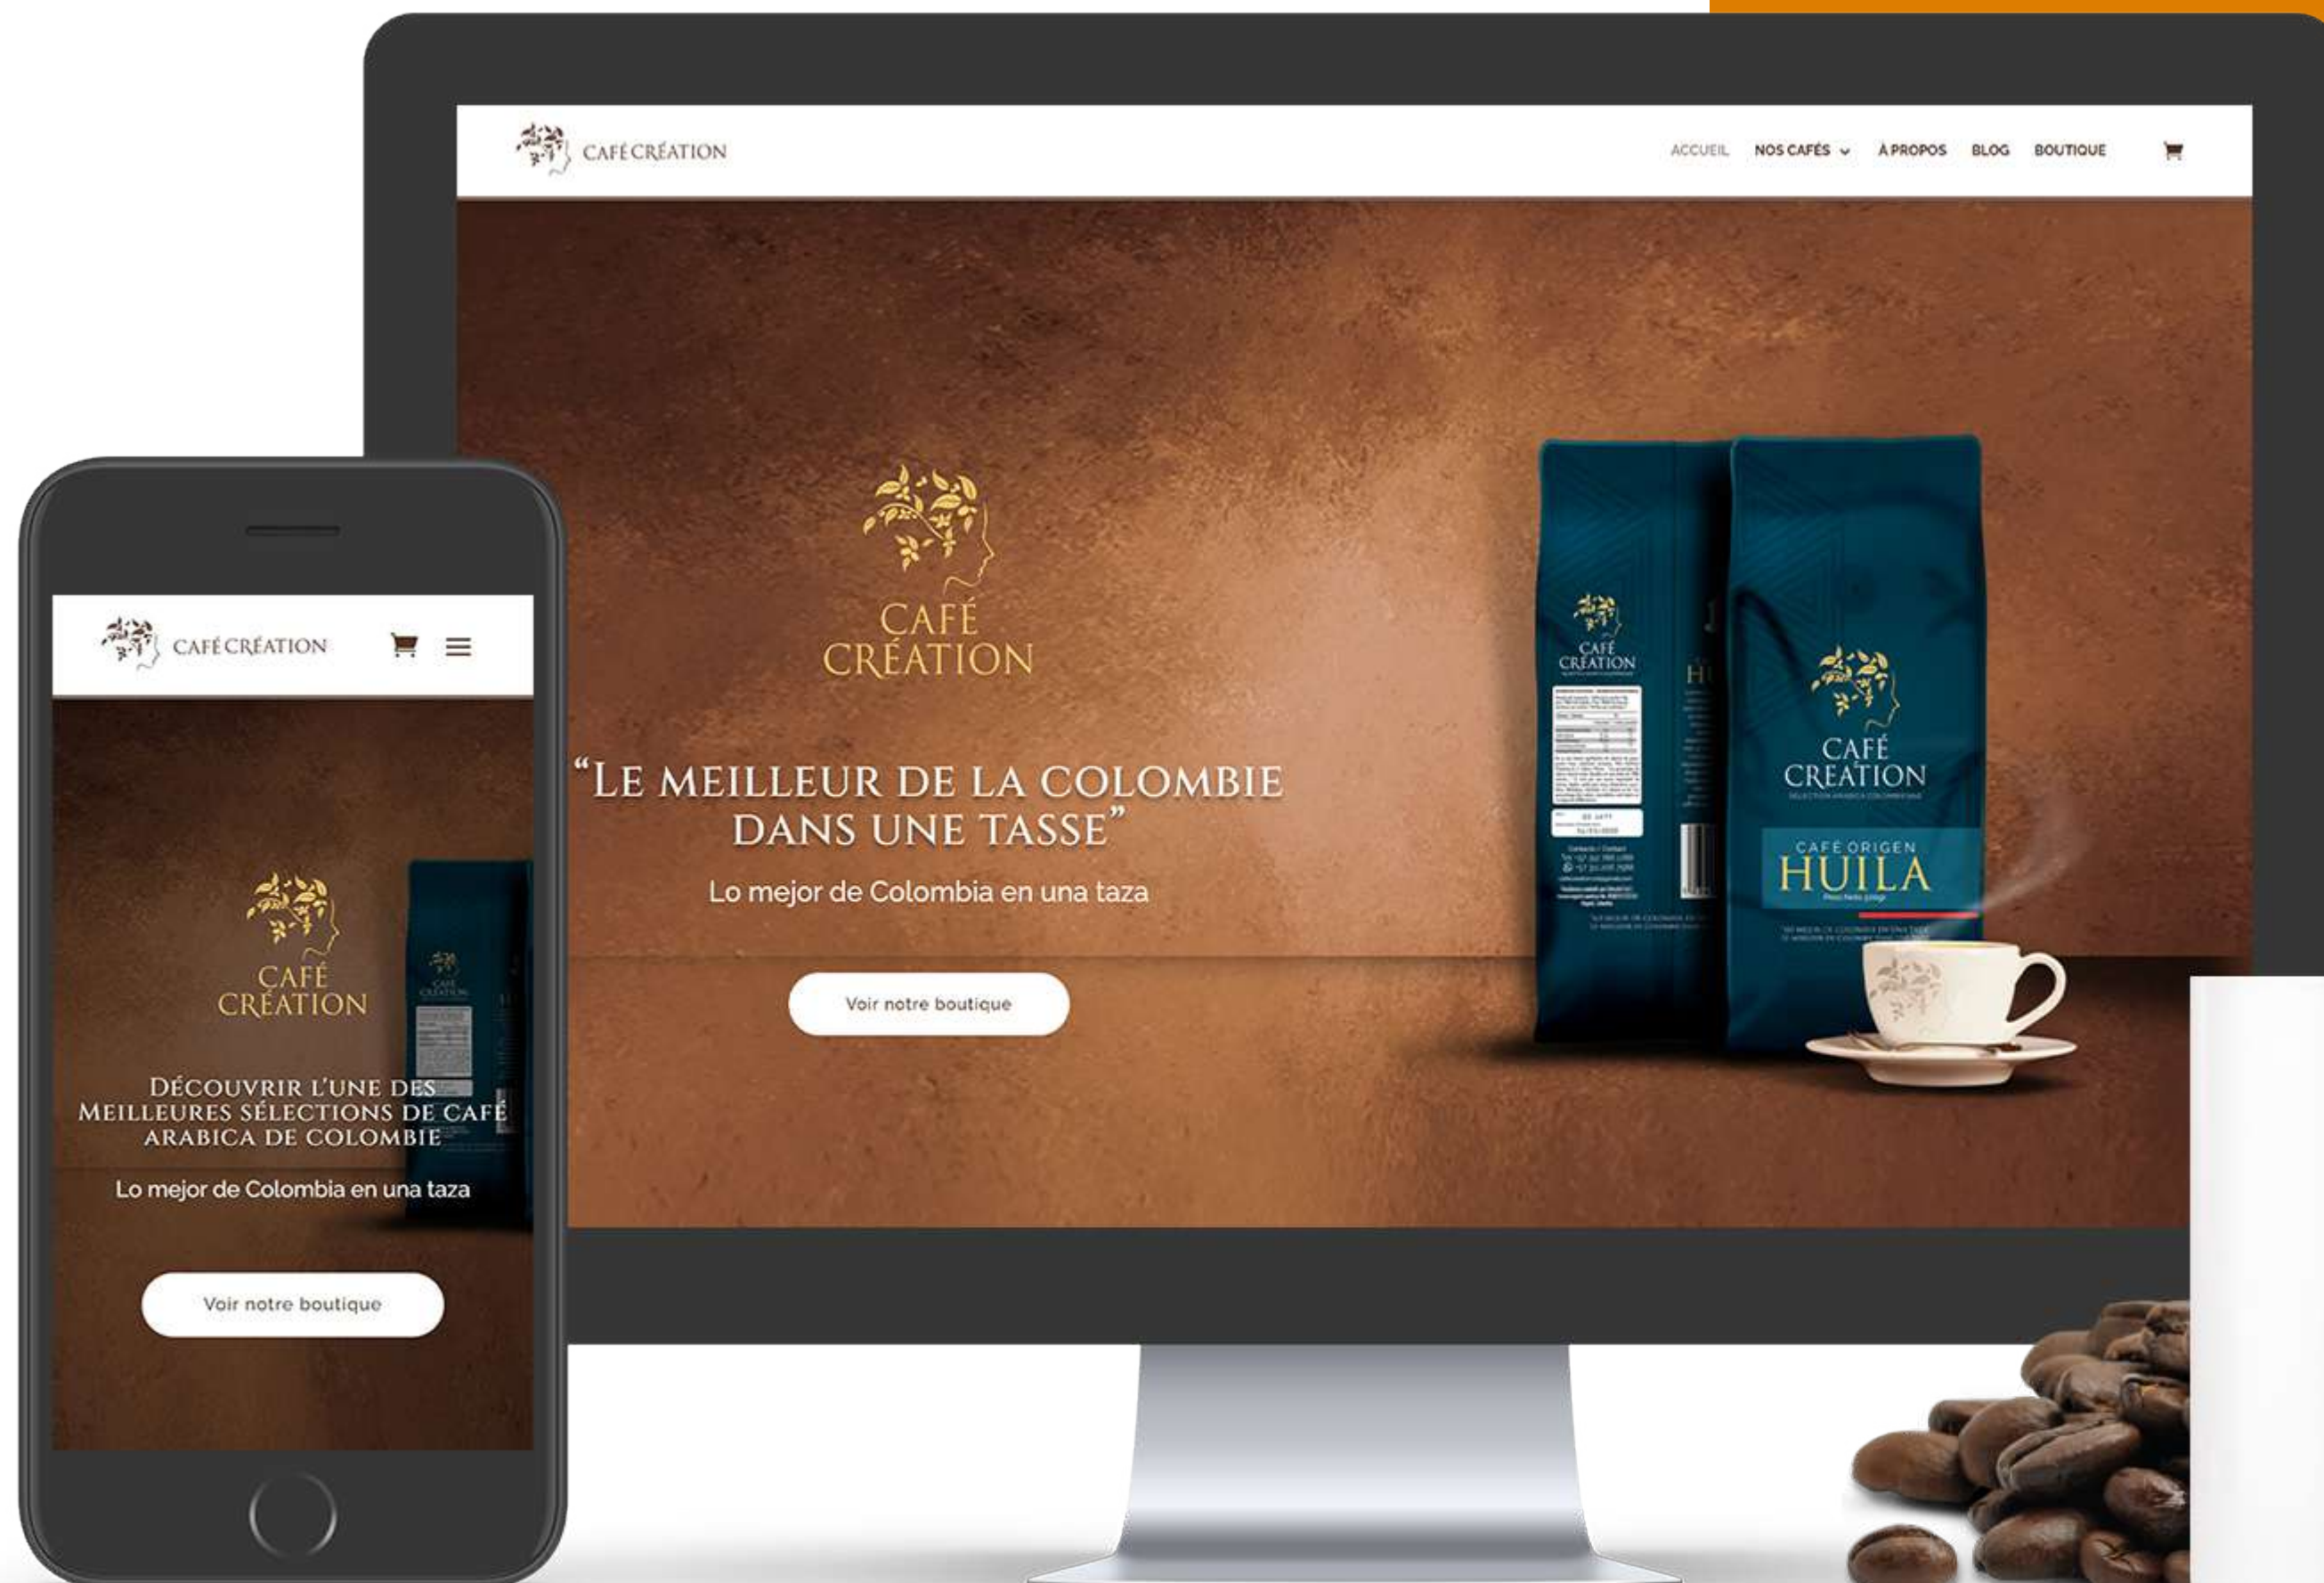 CAFÉ CRÉATION
ACCUEIL NOS CAFÉS À PROPOS BLOG BOUTIQUE
CAFÉ
CRÉATION
“LE MEILLEUR DE LA COLOMBIE
DANS UNE TASSE”
Lo mejor de Colombia en una taza
Voir notre boutique
CAFÉ
CRÉATION
CAFÉ
CRÉATION
CAFÉ ORIGEN
HUILA
CAFÉ CRÉATION
CAFÉ
CRÉATION
DÉCOUVRIR L'UNE DES
MEILLEURES SÉLECTIONS DE CAFÉ
ARABICA DE COLOMBIE
Lo mejor de Colombia en una taza
Voir notre boutique